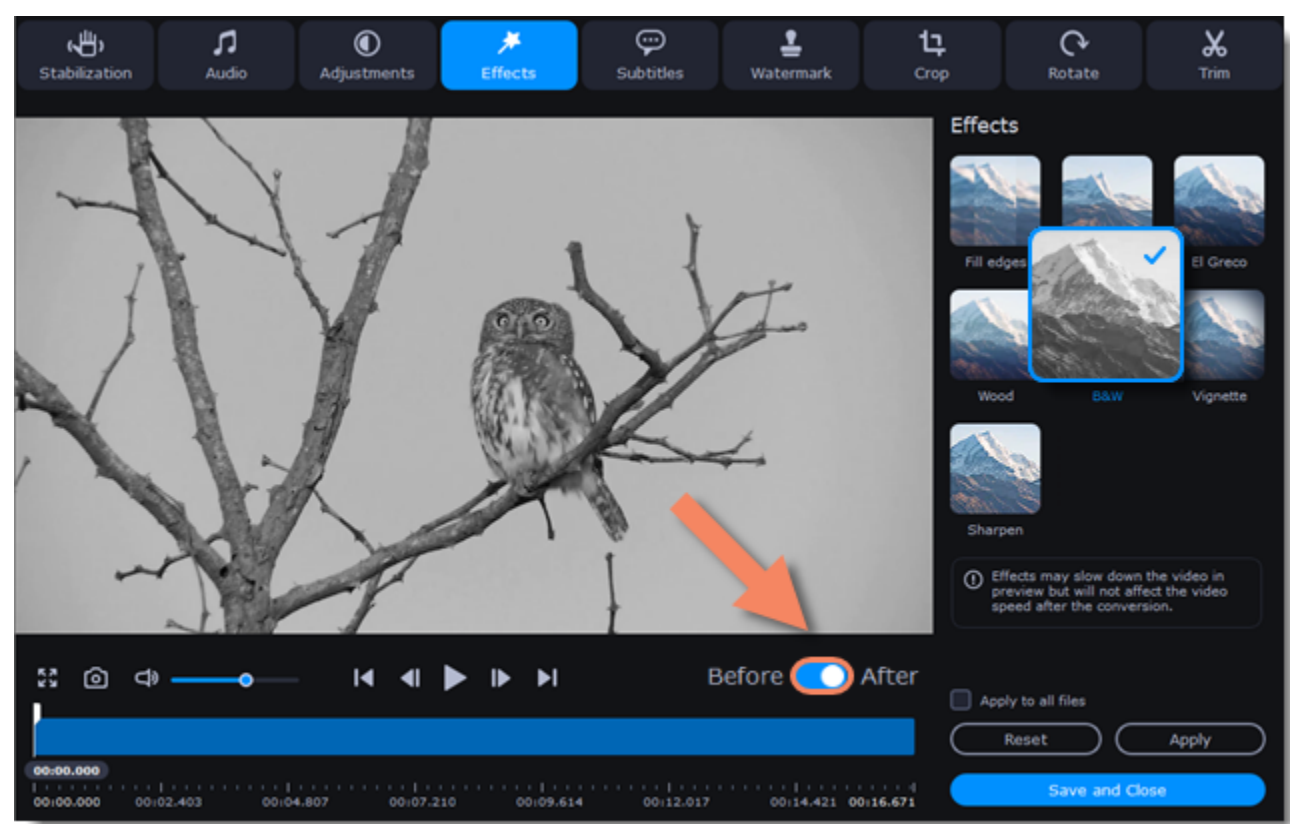 Stabilization
Audio
Adjustments
Effects
Subtitles
Watermark
Crop
Rotate
Trim
Effects
Fill edges
El Greco
Wood
B&W
Vignette
Sharpen
Effects may slow down the video in
preview but will not affect the video
speed after the conversion.
Before
After
Apply to all files
Reset
Apply
00:00.000
00:00.000
00:02.403
00:04.807
00:07.210
00:09.614
00:12.017
00:14.421
00:16.671
Save and Close